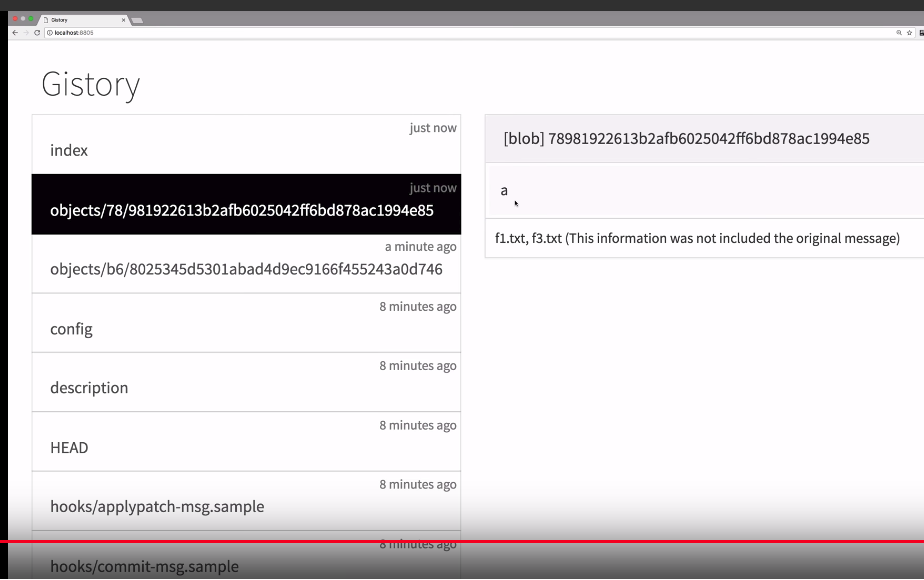 Gistory
localhost:8805
Gistory
just now
index
just now
objects/78/981922613b2afb6025042ff6bd878ac1994e85
a minute ago
objects/b6/8025345d5301abad4d9ec9166f455243a0d746
8 minutes ago
config
8 minutes ago
description
8 minutes ago
HEAD
8 minutes ago
hooks/applypatch-msg.sample
8 minutes ago
hooks/commit-msg.sample
[blob] 78981922613b2afb6025042ff6bd878ac1994e85
a
f1.txt, f3.txt (This information was not included the original message)